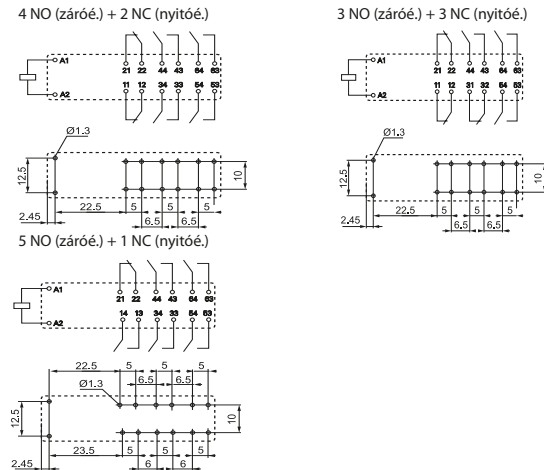 4 NO (záróé.) + 2 NC (nyitóé.)
A1
21 22 44 43 64 63
11 12 34 33 54 53
A2
Ø1.3
12.5
10
2.45
22.5 5 5 5
6.5 6.5
3 NO (záróé.) + 3 NC (nyitóé.)
A1
21 22 44 43 64 63
11 12 31 32 54 53
A2
Ø1.3
12.5
10
2.45
22.5 5 5 5
6.5 6.5
5 NO (záróé.) + 1 NC (nyitóé.)
A1
21 22 44 43 64 63
14 13 34 33 54 53
A2
22.5 5 5 5
6.5 6.5
Ø1.3
12.5
10
2.45
23.5 5 5 5
6 6